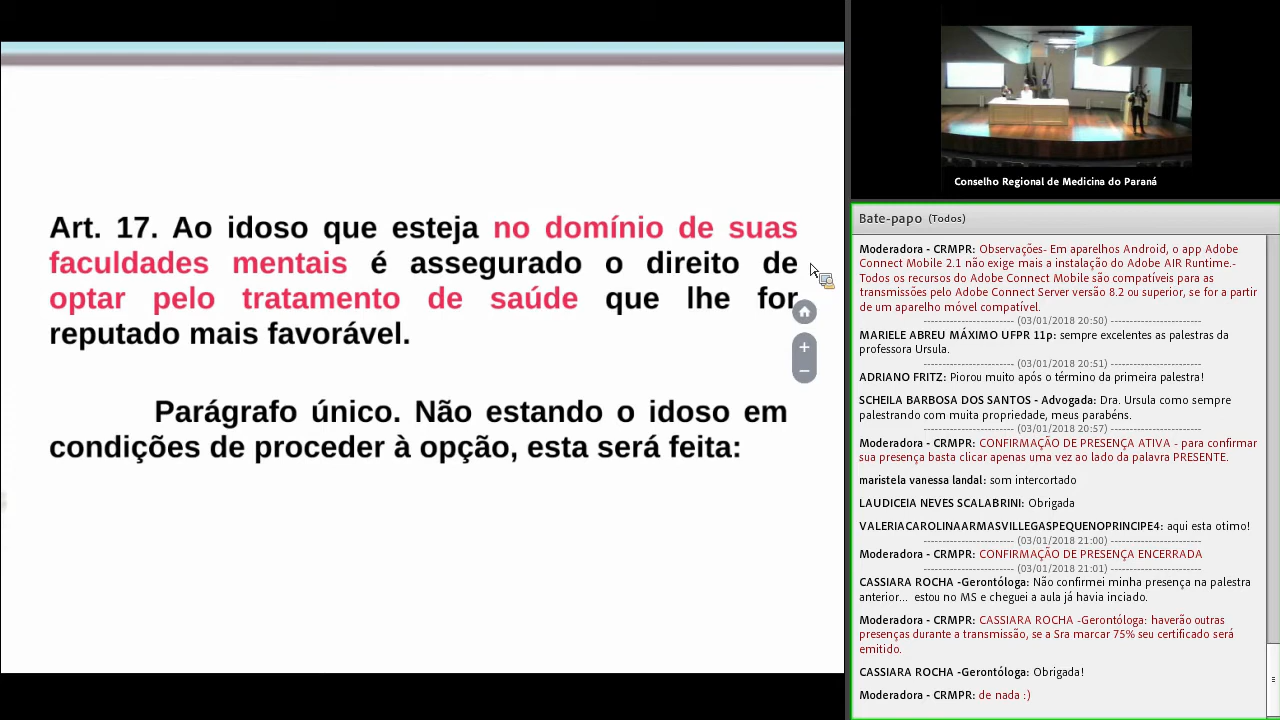 Art. 17. Ao idoso que esteja no domínio de suas
faculdades mentais é assegurado o direito de
optar pelo tratamento de saúde que lhe for
reputado mais favorável.
Parágrafo único. Não estando o idoso em
condições de proceder à opção, esta será feita:
Conselho Regional de Medicina do Paraná
Bate-papo (Todos)
Moderadora - CRMPR: Observações- Em aparelhos Android, o app Adobe
Connect Mobile 2.1 não exige mais a instalação do Adobe AIR Runtime.-
Todos os recursos do Adobe Connect Mobile são compatíveis para as
transmissões pelo Adobe Connect Server versão 8.2 ou superior, se for a partir
de um aparelho móvel compatível.
----------------------- (03/01/2018 20:50) -----------------------
MARIELE ABREU MÁXIMO UFPR 11p: sempre excelentes as palestras da
professora Ursula.
----------------------- (03/01/2018 20:51) -----------------------
ADRIANO FRITZ: Piorou muito após o término da primeira palestra!
SCHEILA BARBOSA DOS SANTOS - Advogada: Dra. Ursula como sempre
palestrando com muita propriedade, meus parabéns.
----------------------- (03/01/2018 20:57) -----------------------
Moderadora - CRMPR: CONFIRMAÇÃO DE PRESENÇA ATIVA - para confirmar
sua presença basta clicar apenas uma vez ao lado da palavra PRESENTE.
maristela vanessa landal: som intercortado
LAUDICEIA NEVES SCALABRINI: Obrigada
VALERIACAROLINAARMASVILLEGASPEQUENOPRINCIPE4: aqui esta otimo!
----------------------- (03/01/2018 21:00) -----------------------
Moderadora - CRMPR: CONFIRMAÇÃO DE PRESENÇA ENCERRADA
----------------------- (03/01/2018 21:01) -----------------------
CASSIARA ROCHA -Gerontóloga: Não confirmei minha presença na palestra
anterior... estou no MS e cheguei a aula já havia inciado.
Moderadora - CRMPR: CASSIARA ROCHA -Gerontóloga: haverão outras
presenças durante a transmissão, se a Sra marcar 75% seu certificado será
emitido.
CASSIARA ROCHA -Gerontóloga: Obrigada!
Moderadora - CRMPR: de nada :)